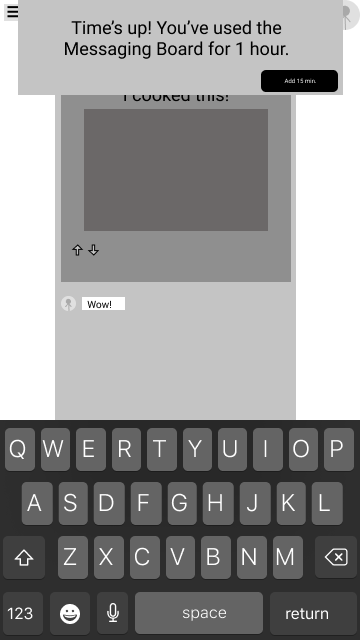 Time's up! You've used the
Messaging Board for 1 hour.
Add 15 min.
I cooked this!
Wow!
Q W E R T Y U I O P
A S D F G H J K L
Z X C V B N M
123 space return